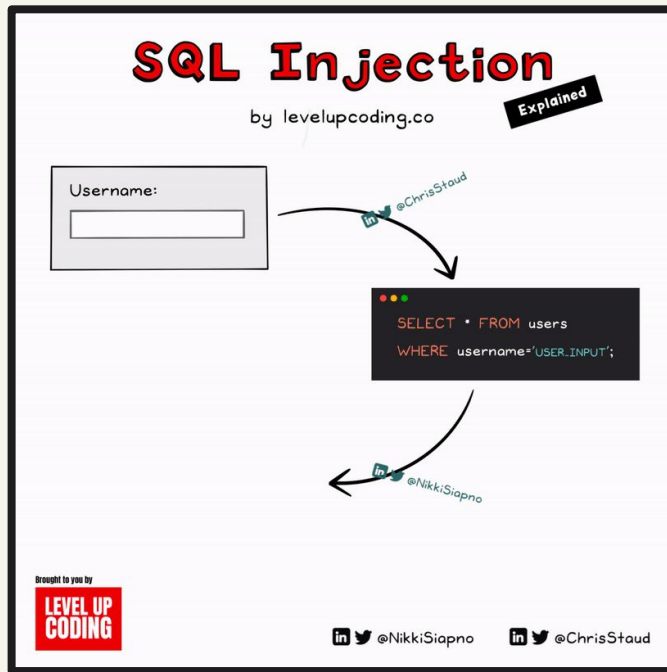 SQL Injection
Explained
by levelupcoding.co
Username:
@ChrisStaud
SELECT * FROM users
WHERE username='USER_INPUT';
@NikkiSiapno
Brought to you by
LEVEL UP
CODING
@NikkiSiapno @ChrisStaud